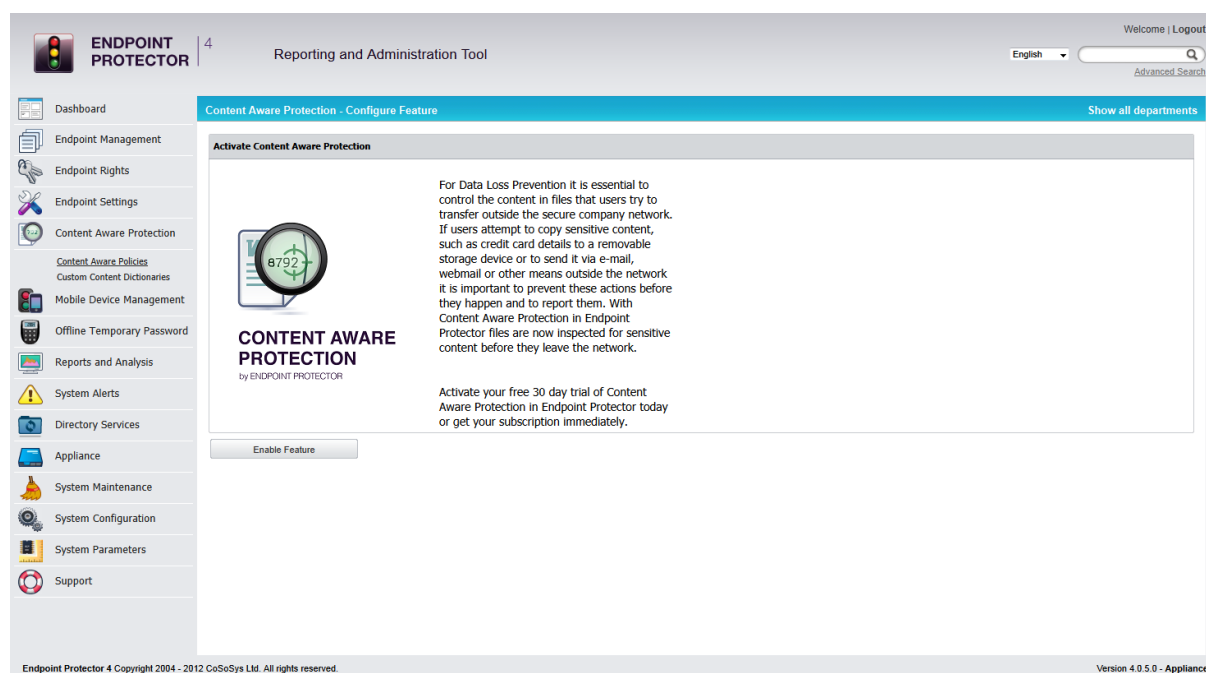 Welcome | Logout
ENDPOINT
PROTECTOR
4
Reporting and Administration Tool
English
Advanced Search
Dashboard
Endpoint Management
Endpoint Rights
Endpoint Settings
Content Aware Protection
Content Aware Policies
Custom Content Dictionaries
Mobile Device Management
Offline Temporary Password
Reports and Analysis
System Alerts
Directory Services
Appliance
System Maintenance
System Configuration
System Parameters
Support
Content Aware Protection - Configure Feature
Show all departments
Activate Content Aware Protection
8792
CONTENT AWARE
PROTECTION
by ENDPOINT PROTECTOR
For Data Loss Prevention it is essential to
control the content in files that users try to
transfer outside the secure company network.
If users attempt to copy sensitive content,
such as credit card details to a removable
storage device or to send it via e-mail,
webmail or other means outside the network
it is important to prevent these actions before
they happen and to report them. With
Content Aware Protection in Endpoint
Protector files are now inspected for sensitive
content before they leave the network.
Activate your free 30 day trial of Content
Aware Protection in Endpoint Protector today
or get your subscription immediately.
Enable Feature
Endpoint Protector 4 Copyright 2004 - 2012 CoSoSys Ltd. All rights reserved.
Version 4.0.5.0 - Appliance